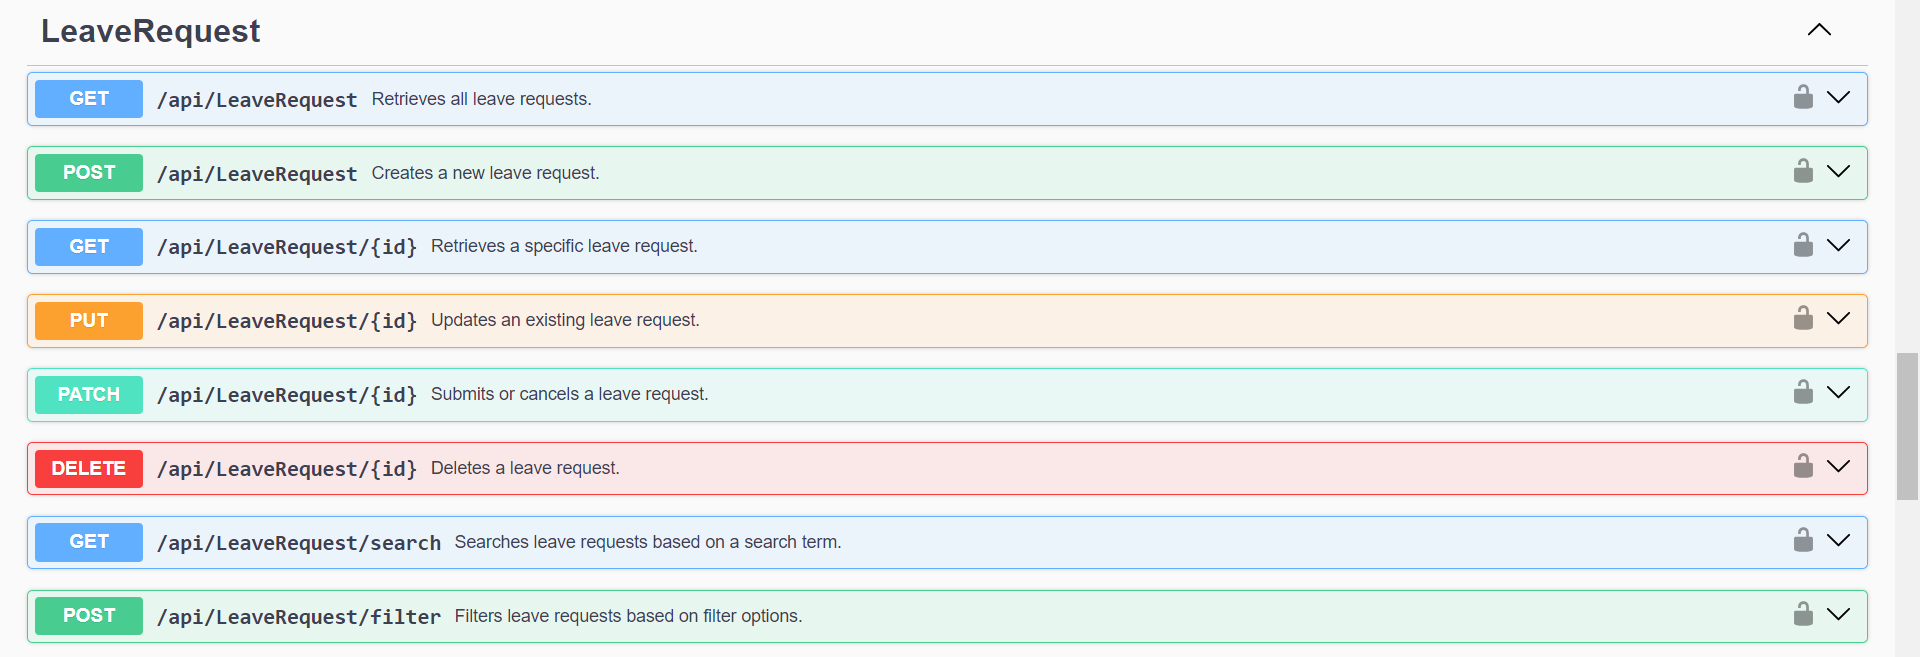 LeaveRequest
GET /api/LeaveRequest Retrieves all leave requests.
POST /api/LeaveRequest Creates a new leave request.
GET /api/LeaveRequest/{id} Retrieves a specific leave request.
PUT /api/LeaveRequest/{id} Updates an existing leave request.
PATCH /api/LeaveRequest/{id} Submits or cancels a leave request.
DELETE /api/LeaveRequest/{id} Deletes a leave request.
GET /api/LeaveRequest/search Searches leave requests based on a search term.
POST /api/LeaveRequest/filter Filters leave requests based on filter options.